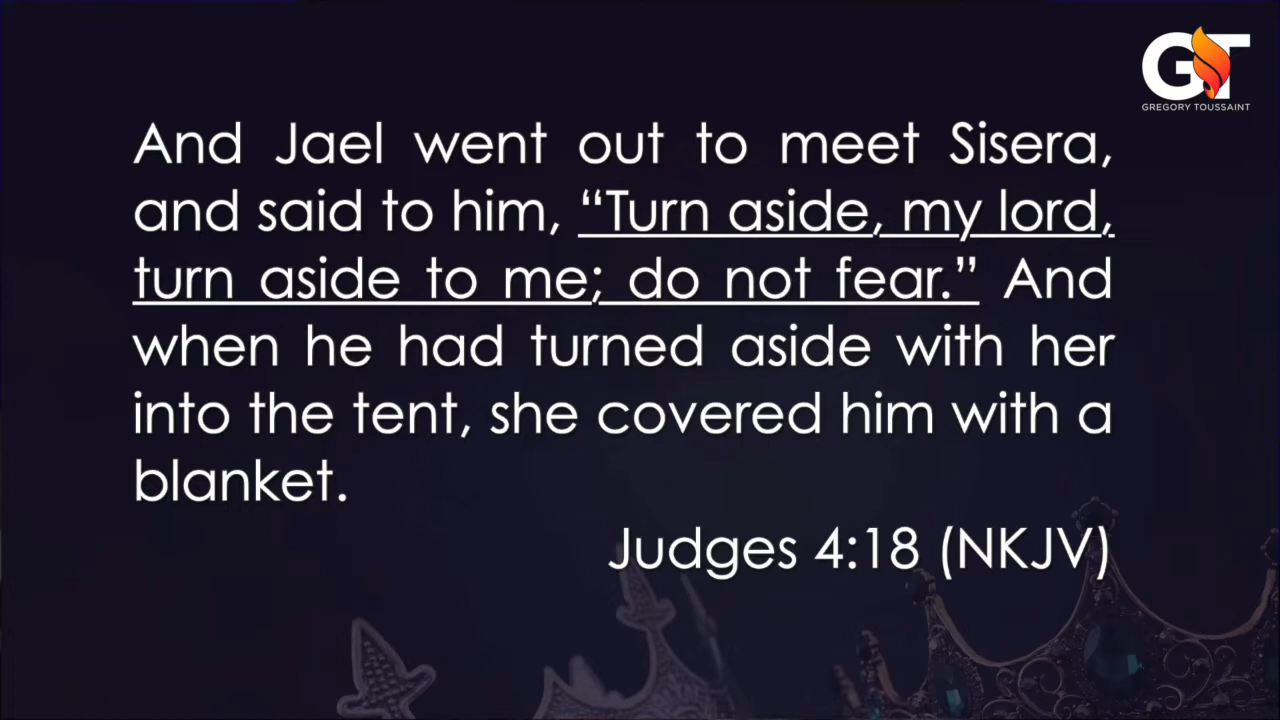 GT
GREGORY TOUSSAINT
And Jael went out to meet Sisera,
and said to him, “Turn aside, my lord,
turn aside to me; do not fear.” And
when he had turned aside with her
into the tent, she covered him with a
blanket.
Judges 4:18 (NKJV)